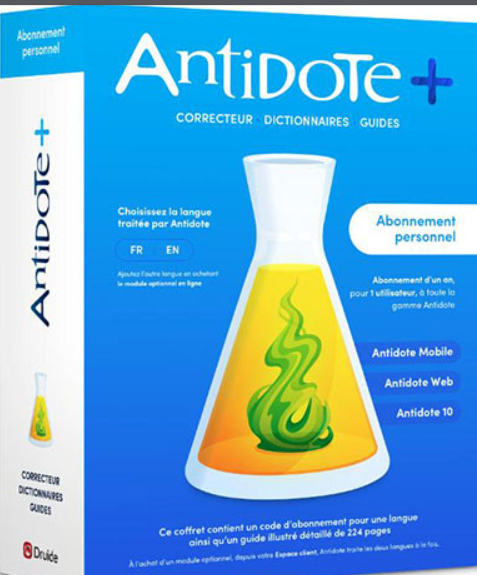 Abonnement
personnel
ANTIDOTE+
CORRECTEUR
DICTIONNAIRES
GUIDES
Druide
ANTIDOTE+
CORRECTEUR · DICTIONNAIRES · GUIDES
Choisissez la langue
traitée par Antidote
FR EN
Ajoutez l'autre langue en achetant
le module optionnel en ligne
Abonnement
personnel
Abonnement d'un an,
pour 1 utilisateur, à toute la
gamme Antidote
Antidote Mobile
Antidote Web
Antidote 10
Ce coffret contient un code d'abonnement pour une langue
ainsi qu'un guide illustré détaillé de 224 pages
À l'achat d'un module optionnel, depuis votre Espace client, Antidote traite les deux langues à la fois.